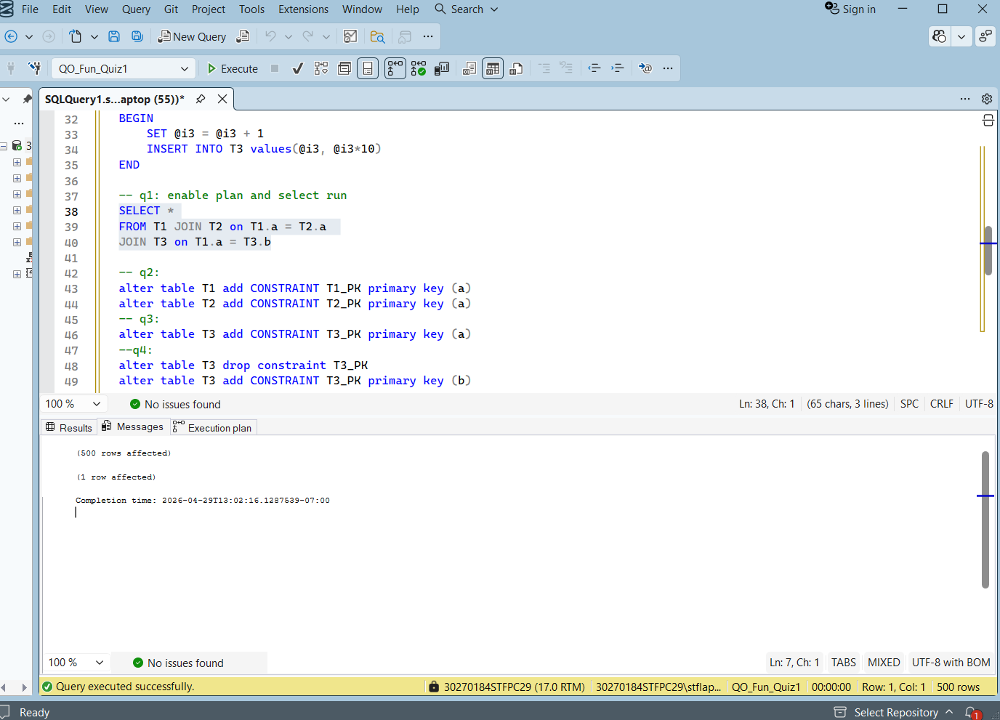 File Edit View Query Git Project Tools Extensions Window Help Search Sign in
New Query
QO_Fun_Quiz1 Execute
SQLQuery1.s...aptop (55))*
32 BEGIN
33 SET @i3 = @i3 + 1
34 INSERT INTO T3 values(@i3, @i3*10)
35 END
36
37 -- q1: enable plan and select run
38 SELECT *
39 FROM T1 JOIN T2 on T1.a = T2.a
40 JOIN T3 on T1.a = T3.b
41
42 -- q2:
43 alter table T1 add CONSTRAINT T1_PK primary key (a)
44 alter table T2 add CONSTRAINT T2_PK primary key (a)
45 -- q3:
46 alter table T3 add CONSTRAINT T3_PK primary key (a)
47 --q4:
48 alter table T3 drop constraint T3_PK
49 alter table T3 add CONSTRAINT T3_PK primary key (b)
3
100 % No issues found Ln: 38, Ch: 1 (65 chars, 3 lines) SPC CRLF UTF-8
Results Messages Execution plan
(500 rows affected)
(1 row affected)
Completion time: 2026-04-29T13:02:16.1287539-07:00
100 % No issues found Ln: 7, Ch: 1 TABS MIXED UTF-8 with BOM
Query executed successfully. 30270184STFPC29 (17.0 RTM) 30270184STFPC29\stflap... QO_Fun_Quiz1 00:00:00 Row: 1, Col: 1 500 rows
Ready Select Repository 1